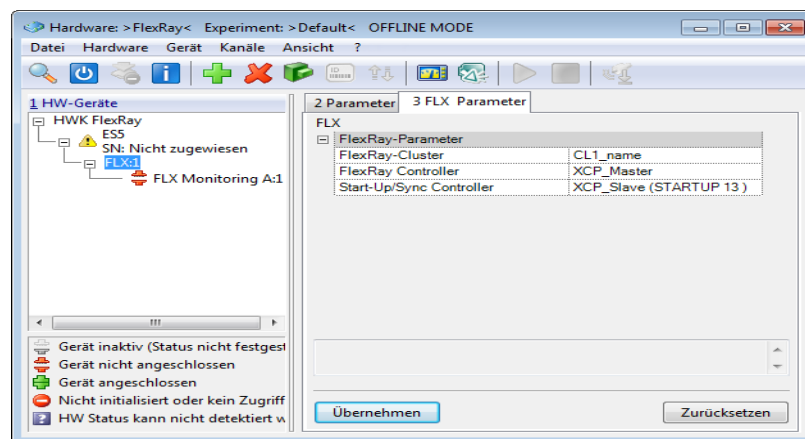 Hardware: >FlexRay< Experiment: >Default< OFFLINE MODE
Datei Hardware Gerät Kanäle Ansicht ?
1 HW-Geräte
HWK FlexRay
ES5
SN: Nicht zugewiesen
FLX:1
FLX Monitoring A:1
2 Parameter 3 FLX Parameter
FLX
FlexRay-Parameter
FlexRay-Cluster CL1_name
FlexRay Controller XCP_Master
Start-Up/Sync Controller XCP_Slave (STARTUP 13 )
Gerät inaktiv (Status nicht festgest
Gerät nicht angeschlossen
Gerät angeschlossen
Nicht initialisiert oder kein Zugriff
HW Status kann nicht detektiert w
Übernehmen Zurücksetzen